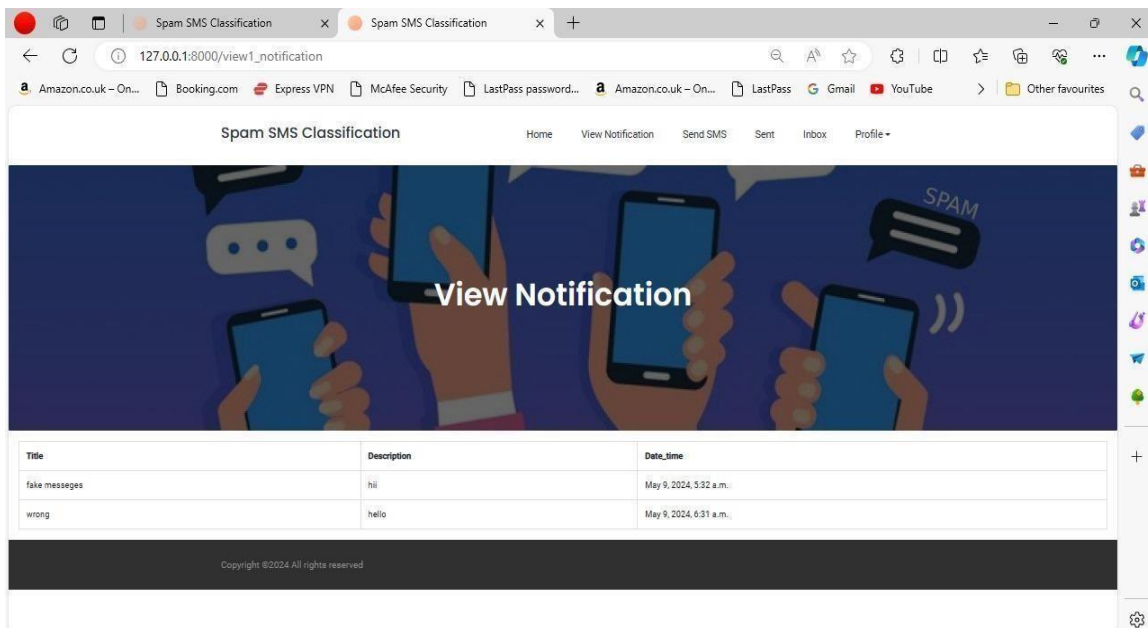 Spam SMS Classification
Spam SMS Classification
127.0.0.1:8000/view1_notification
Amazon.co.uk – On... Booking.com Express VPN McAfee Security LastPass password... Amazon.co.uk – On... LastPass Gmail YouTube Other favourites
Spam SMS Classification Home View Notification Send SMS Sent Inbox Profile
SPAM
View Notification
Title Description Date_time
fake messeges hii May 9, 2024, 5:32 a.m.
wrong hello May 9, 2024, 6:31 a.m.
Copyright ©2024 All rights reserved